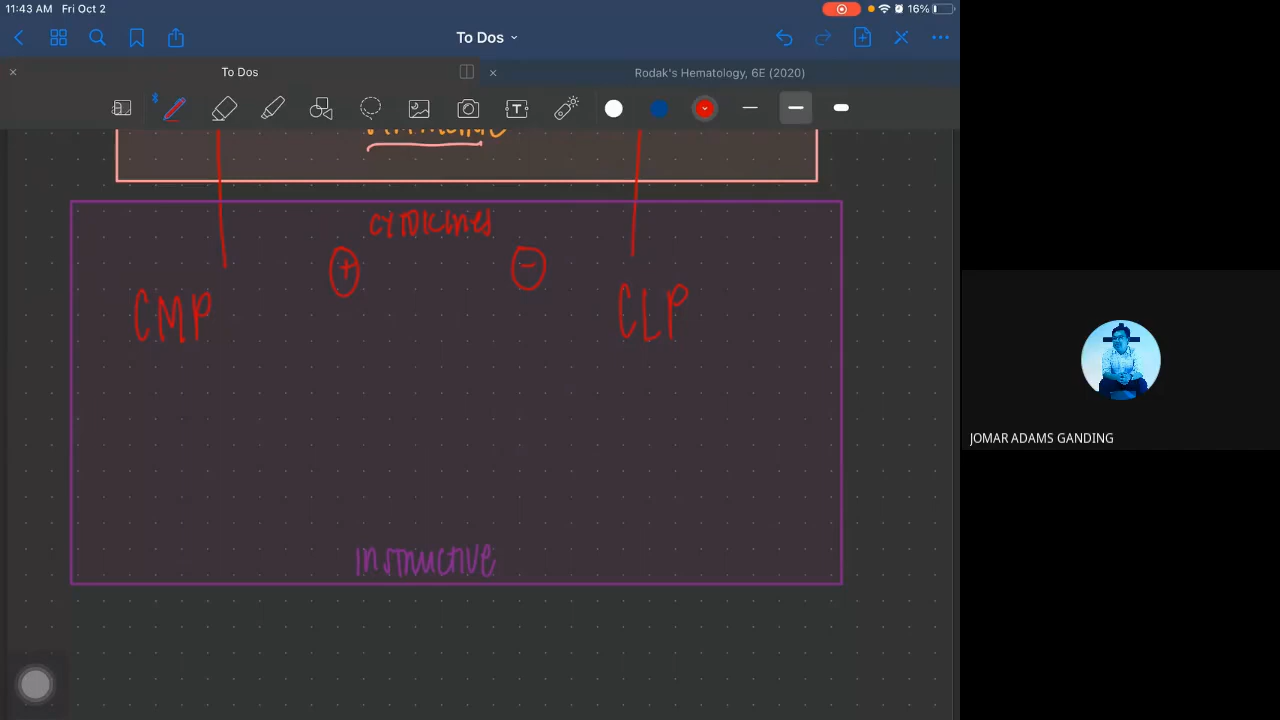 11:43 AM Fri Oct 2
16%
To Dos
To Dos
Rodak's Hematology, 6E (2020)
cytokines
+
-
CMP
CLP
instructive
JOMAR ADAMS GANDING